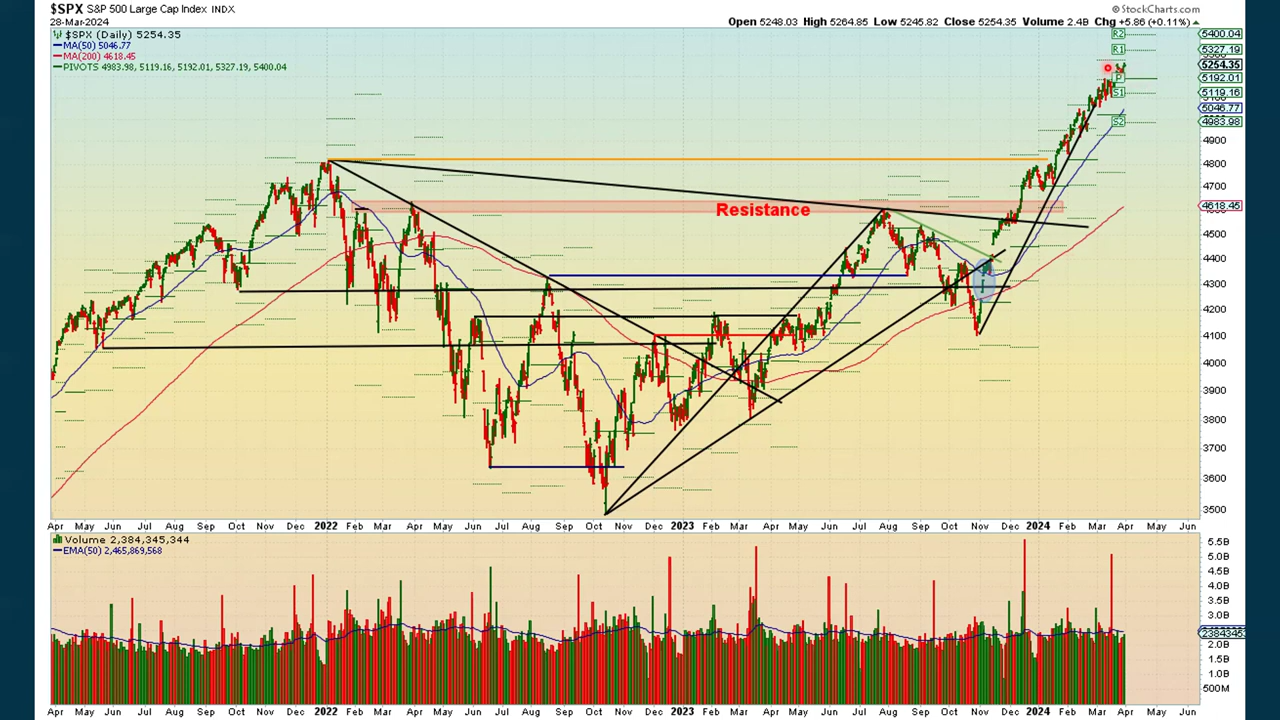 $SPX S&P 500 Large Cap Index INDX
© StockCharts.com
28-Mar-2024
Open 5248.03 High 5264.85 Low 5245.82 Close 5254.35 Volume 2.4B Chg +5.86 (+0.11%)
$SPX (Daily) 5254.35
MA(50) 5046.77
MA(200) 4618.45
PIVOTS 4983.98, 5119.16, 5192.01, 5327.19, 5400.04
R2
R1
P
S1
S2
5400.04
5327.19
5254.35
5192.01
5119.16
5046.77
4983.98
4900
4800
4700
4618.45
4500
4400
4300
4200
4100
4000
3900
3800
3700
3600
3500
Resistance
Apr May Jun Jul Aug Sep Oct Nov Dec 2022 Feb Mar Apr May Jun Jul Aug Sep Oct Nov Dec 2023 Feb Mar Apr May Jun Jul Aug Sep Oct Nov Dec 2024 Feb Mar Apr May Jun
Volume 2,384,345,344
EMA(50) 2,465,869,568
5.5B
5.0B
4.5B
4.0B
3.5B
3.0B
2384345
2.0B
1.5B
1.0B
500M
Apr May Jun Jul Aug Sep Oct Nov Dec 2022 Feb Mar Apr May Jun Jul Aug Sep Oct Nov Dec 2023 Feb Mar Apr May Jun Jul Aug Sep Oct Nov Dec 2024 Feb Mar Apr May Jun